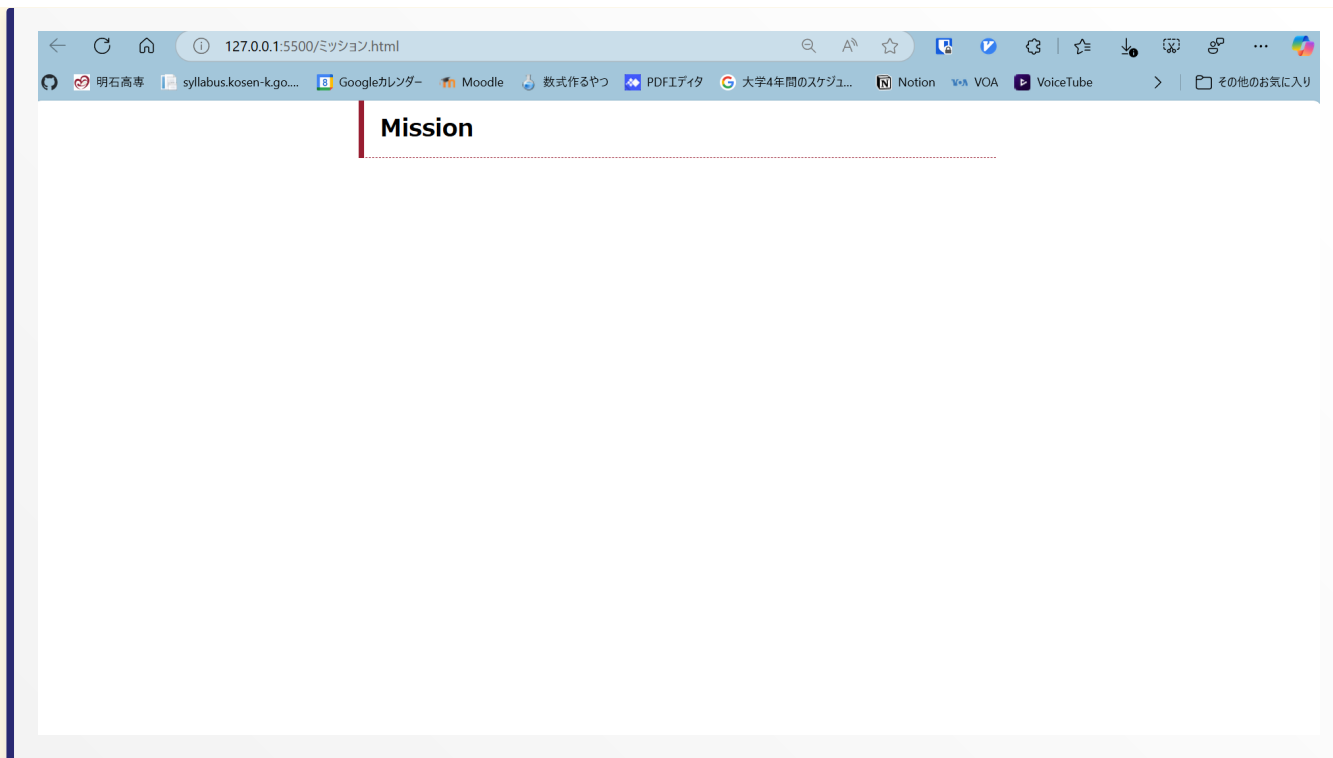 127.0.0.1:5500/ミッション.html
明石高専 syllabus.kosen-k.go.... 8 Googleカレンダー Moodle 数式作るやつ PDFエディタ G 大学4年間のスケジュ... N Notion VOA VOA VoiceTube その他のお気に入り
Mission